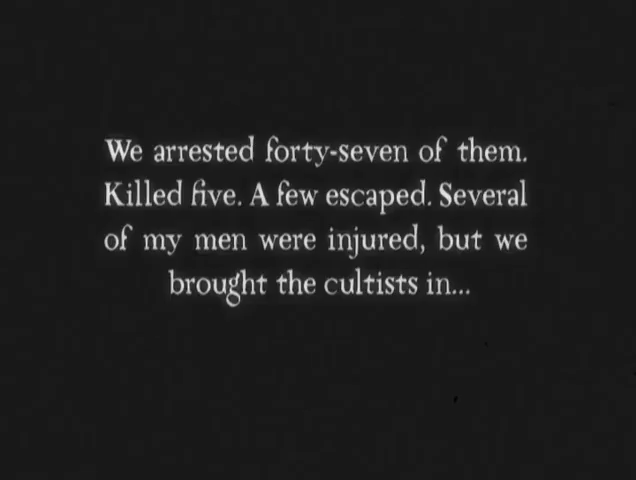 We arrested forty-seven of them.
Killed five. A few escaped. Several
of my men were injured, but we
brought the cultists in...